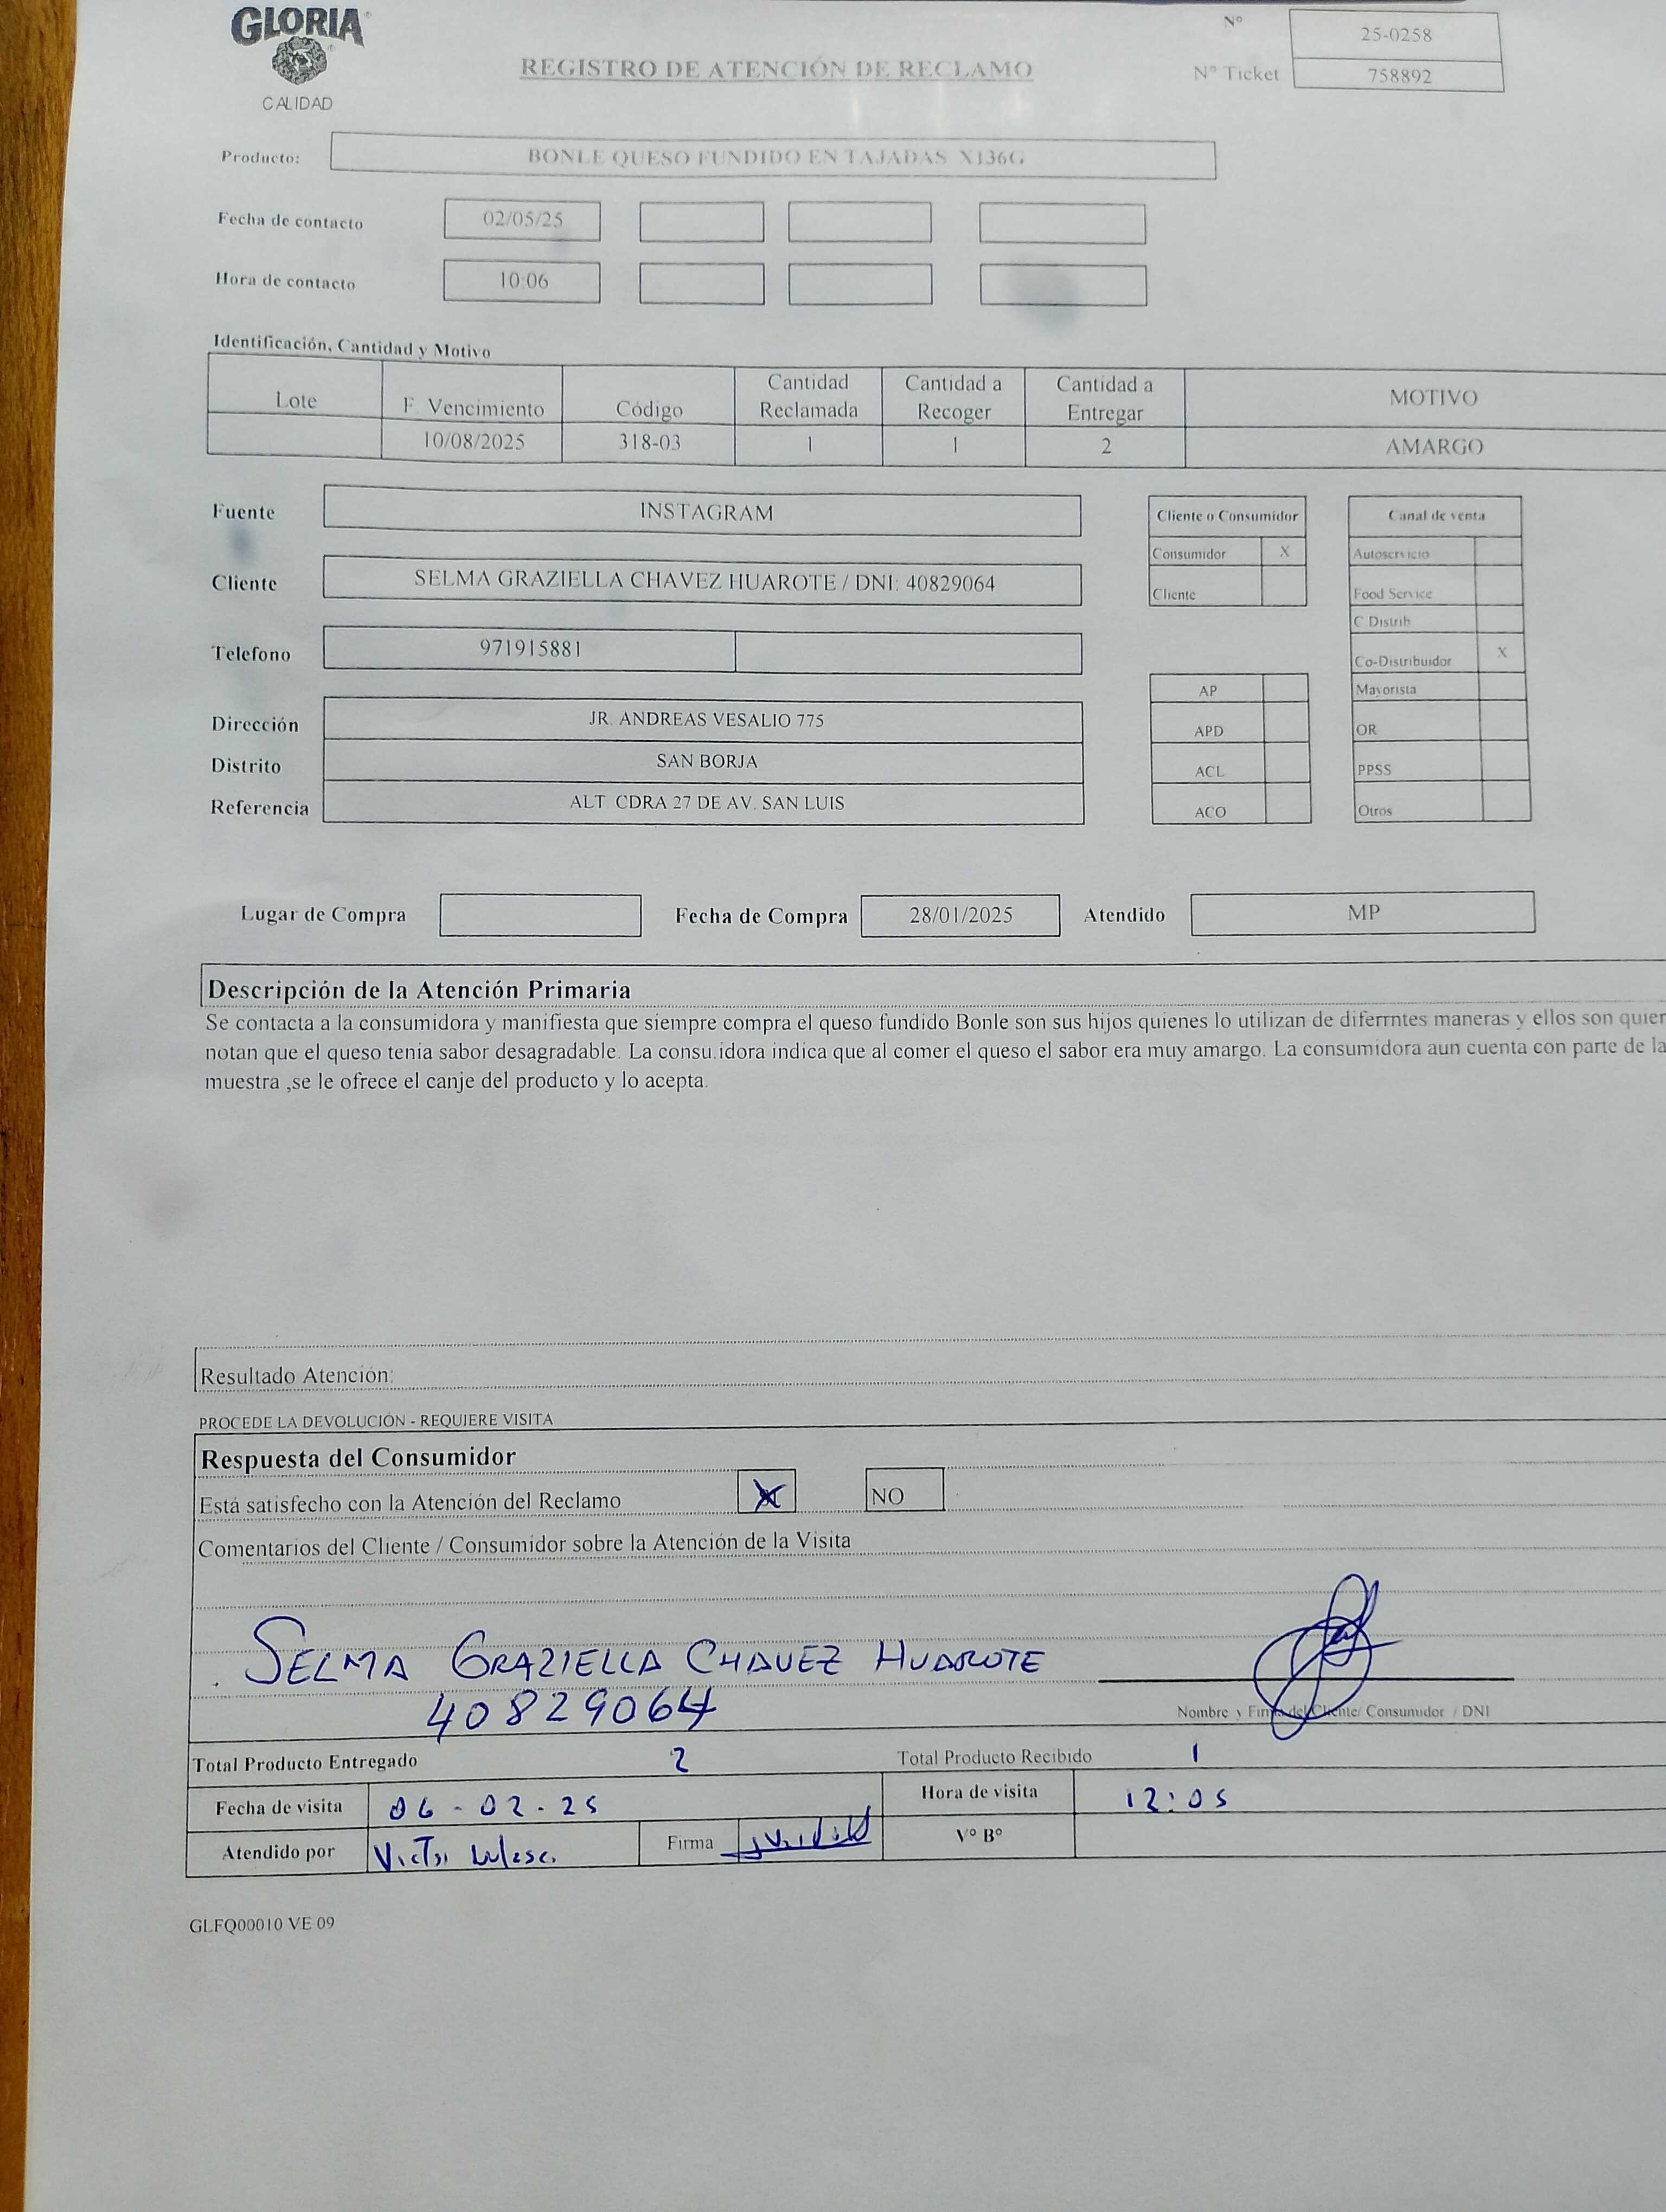 GLORIA
CALIDAD
REGISTRO DE ATENCIÓN DE RECLAMO
N° 25-0258
N° Ticket 758892
Producto: BONLE QUESO FUNDIDO EN TAJADAS X136G
Fecha de contacto 02/05/25
Hora de contacto 10:06
Identificación, Cantidad y Motivo
Lote F. Vencimiento Código Cantidad Reclamada Cantidad a Recoger Cantidad a Entregar MOTIVO
10/08/2025 318-03 1 1 2 AMARGO
Fuente INSTAGRAM
Cliente SELMA GRAZIELLA CHAVEZ HUAROTE / DNI: 40829064
Telefono 971915881
Dirección JR. ANDREAS VESALIO 775
Distrito SAN BORJA
Referencia ALT. CDRA 27 DE AV. SAN LUIS
Cliente o Consumidor
Consumidor X
Cliente
AP
APD
ACL
ACO
Canal de venta
Autoservicio
Food Service
C Distrib
Co-Distribuidor X
Mayorista
OR
PPSS
Otros
Lugar de Compra Fecha de Compra 28/01/2025 Atendido MP
Descripción de la Atención Primaria
Se contacta a la consumidora y manifiesta que siempre compra el queso fundido Bonle son sus hijos quienes lo utilizan de diferrntes maneras y ellos son quier
notan que el queso tenia sabor desagradable. La consu.idora indica que al comer el queso el sabor era muy amargo. La consumidora aun cuenta con parte de la
muestra ,se le ofrece el canje del producto y lo acepta.
Resultado Atención:
PROCEDE LA DEVOLUCIÓN - REQUIERE VISITA
Respuesta del Consumidor
Está satisfecho con la Atención del Reclamo X NO
Comentarios del Cliente / Consumidor sobre la Atención de la Visita
SELMA GRAZIELLA CHAVEZ HUAROTE
40829064
Nombre y Firma del Cliente/ Consumidor / DNI
Total Producto Entregado 2 Total Producto Recibido 1
Fecha de visita 06-02-25 Hora de visita 12:05
Atendido por Victor Firma V° B°
GLFQ00010 VE 09